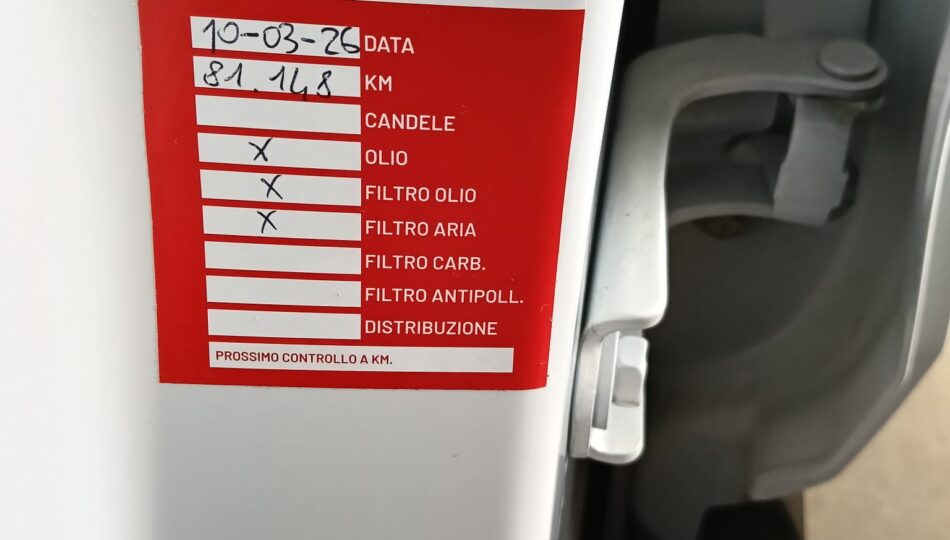 10-03-26 DATA
81.148 KM
CANDELE
X OLIO
X FILTRO OLIO
X FILTRO ARIA
FILTRO CARB.
FILTRO ANTIPOLL.
DISTRIBUZIONE
PROSSIMO CONTROLLO A KM.